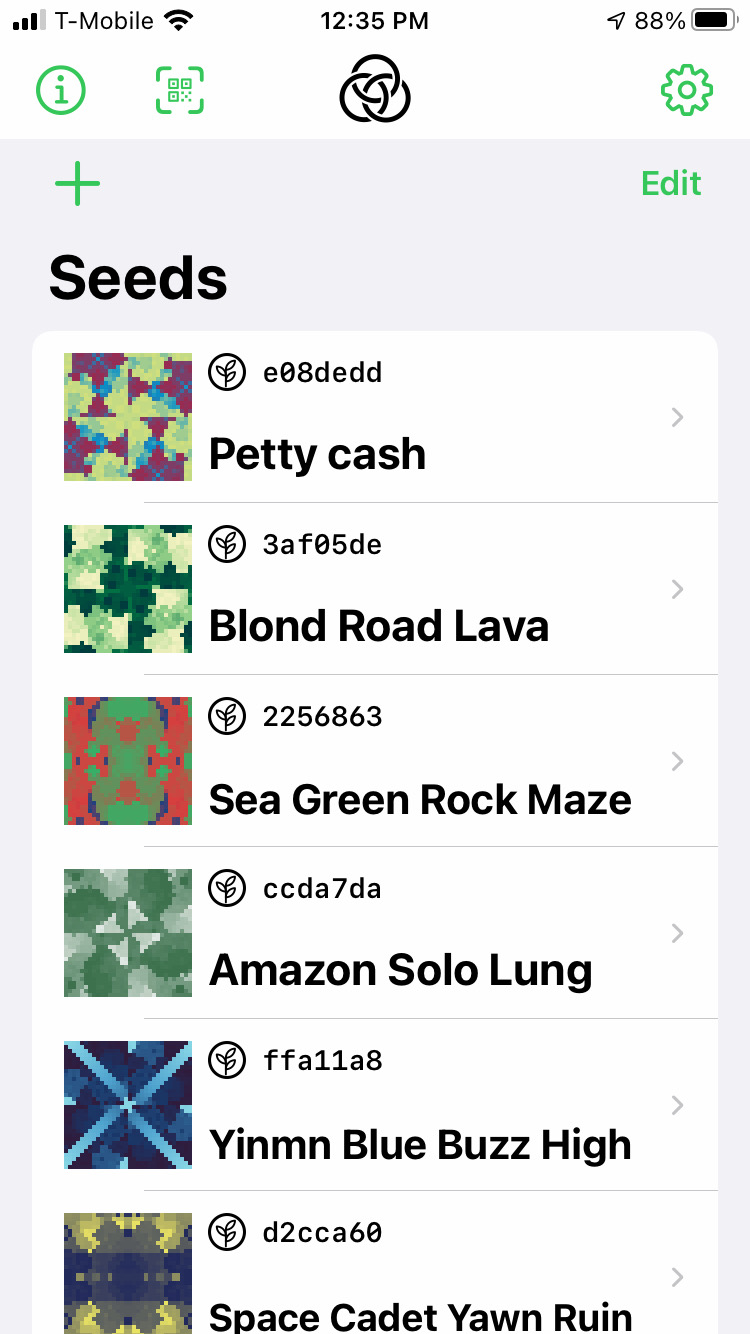 T-Mobile 12:35 PM 88%
Edit
Seeds
e08dedd
Petty cash
3af05de
Blond Road Lava
2256863
Sea Green Rock Maze
ccda7da
Amazon Solo Lung
ffa11a8
Yinmn Blue Buzz High
d2cca60
Space Cadet Yawn Ruin